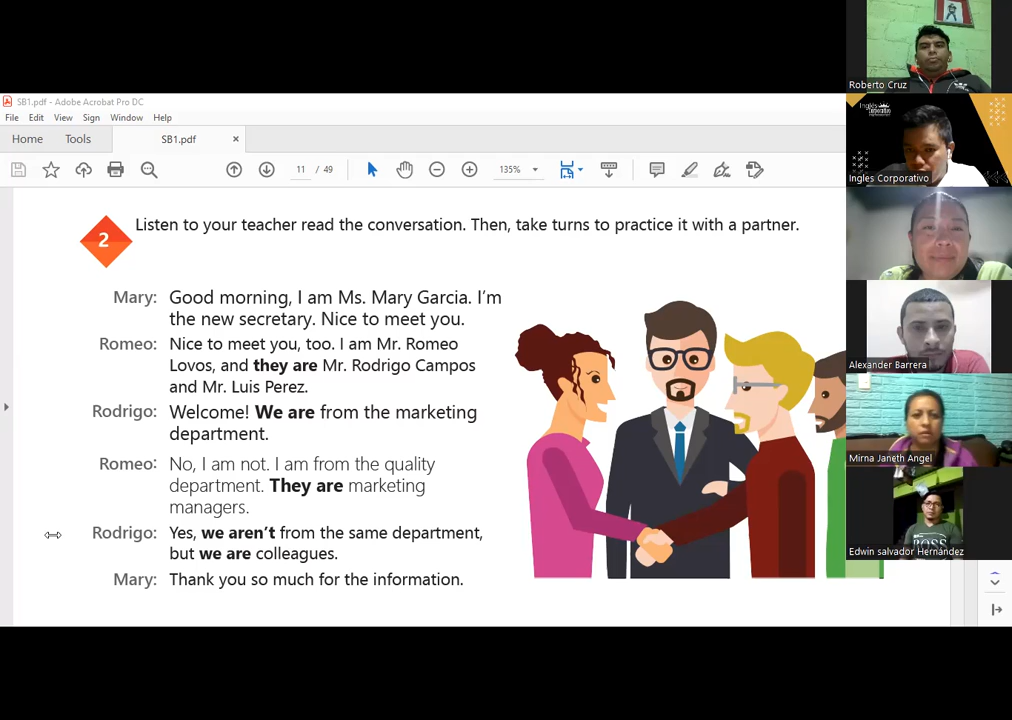 SB1.pdf - Adobe Acrobat Pro DC
File Edit View Sign Window Help
Home Tools SB1.pdf ×
11 / 49 135%
2 Listen to your teacher read the conversation. Then, take turns to practice it with a partner.
Mary: Good morning, I am Ms. Mary Garcia. I'm
the new secretary. Nice to meet you.
Romeo: Nice to meet you, too. I am Mr. Romeo
Lovos, and they are Mr. Rodrigo Campos
and Mr. Luis Perez.
Rodrigo: Welcome! We are from the marketing
department.
Romeo: No, I am not. I am from the quality
department. They are marketing
managers.
Rodrigo: Yes, we aren't from the same department,
but we are colleagues.
Mary: Thank you so much for the information.
Roberto Cruz
Inglés
Corporativo
Ingles Corporativo
Alexander Barrera
Mirna Janeth Angel
BOSS
Edwin salvador Hernández